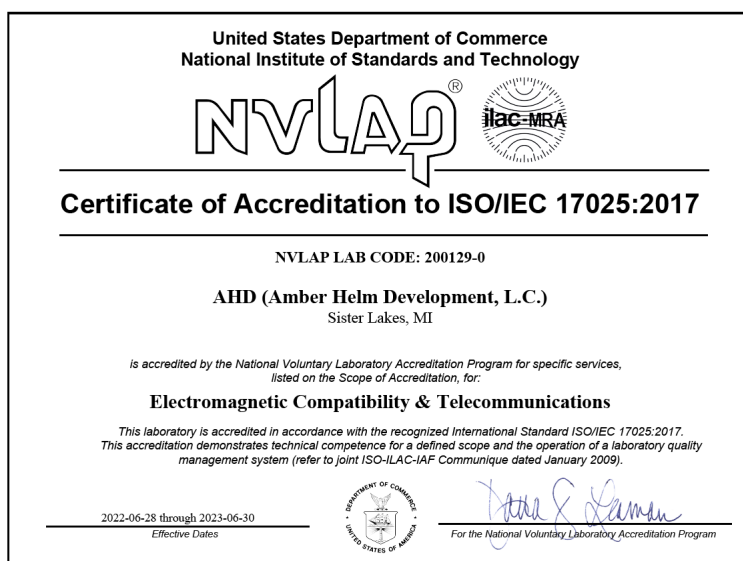 United States Department of Commerce
National Institute of Standards and Technology
NVLAP®
ilac-MRA
Certificate of Accreditation to ISO/IEC 17025:2017
NVLAP LAB CODE: 200129-0
AHD (Amber Helm Development, L.C.)
Sister Lakes, MI
is accredited by the National Voluntary Laboratory Accreditation Program for specific services,
listed on the Scope of Accreditation, for:
Electromagnetic Compatibility & Telecommunications
This laboratory is accredited in accordance with the recognized International Standard ISO/IEC 17025:2017.
This accreditation demonstrates technical competence for a defined scope and the operation of a laboratory quality
management system (refer to joint ISO-ILAC-IAF Communique dated January 2009).
2022-06-28 through 2023-06-30
Effective Dates
DEPARTMENT OF COMMERCE
UNITED STATES OF AMERICA
For the National Voluntary Laboratory Accreditation Program